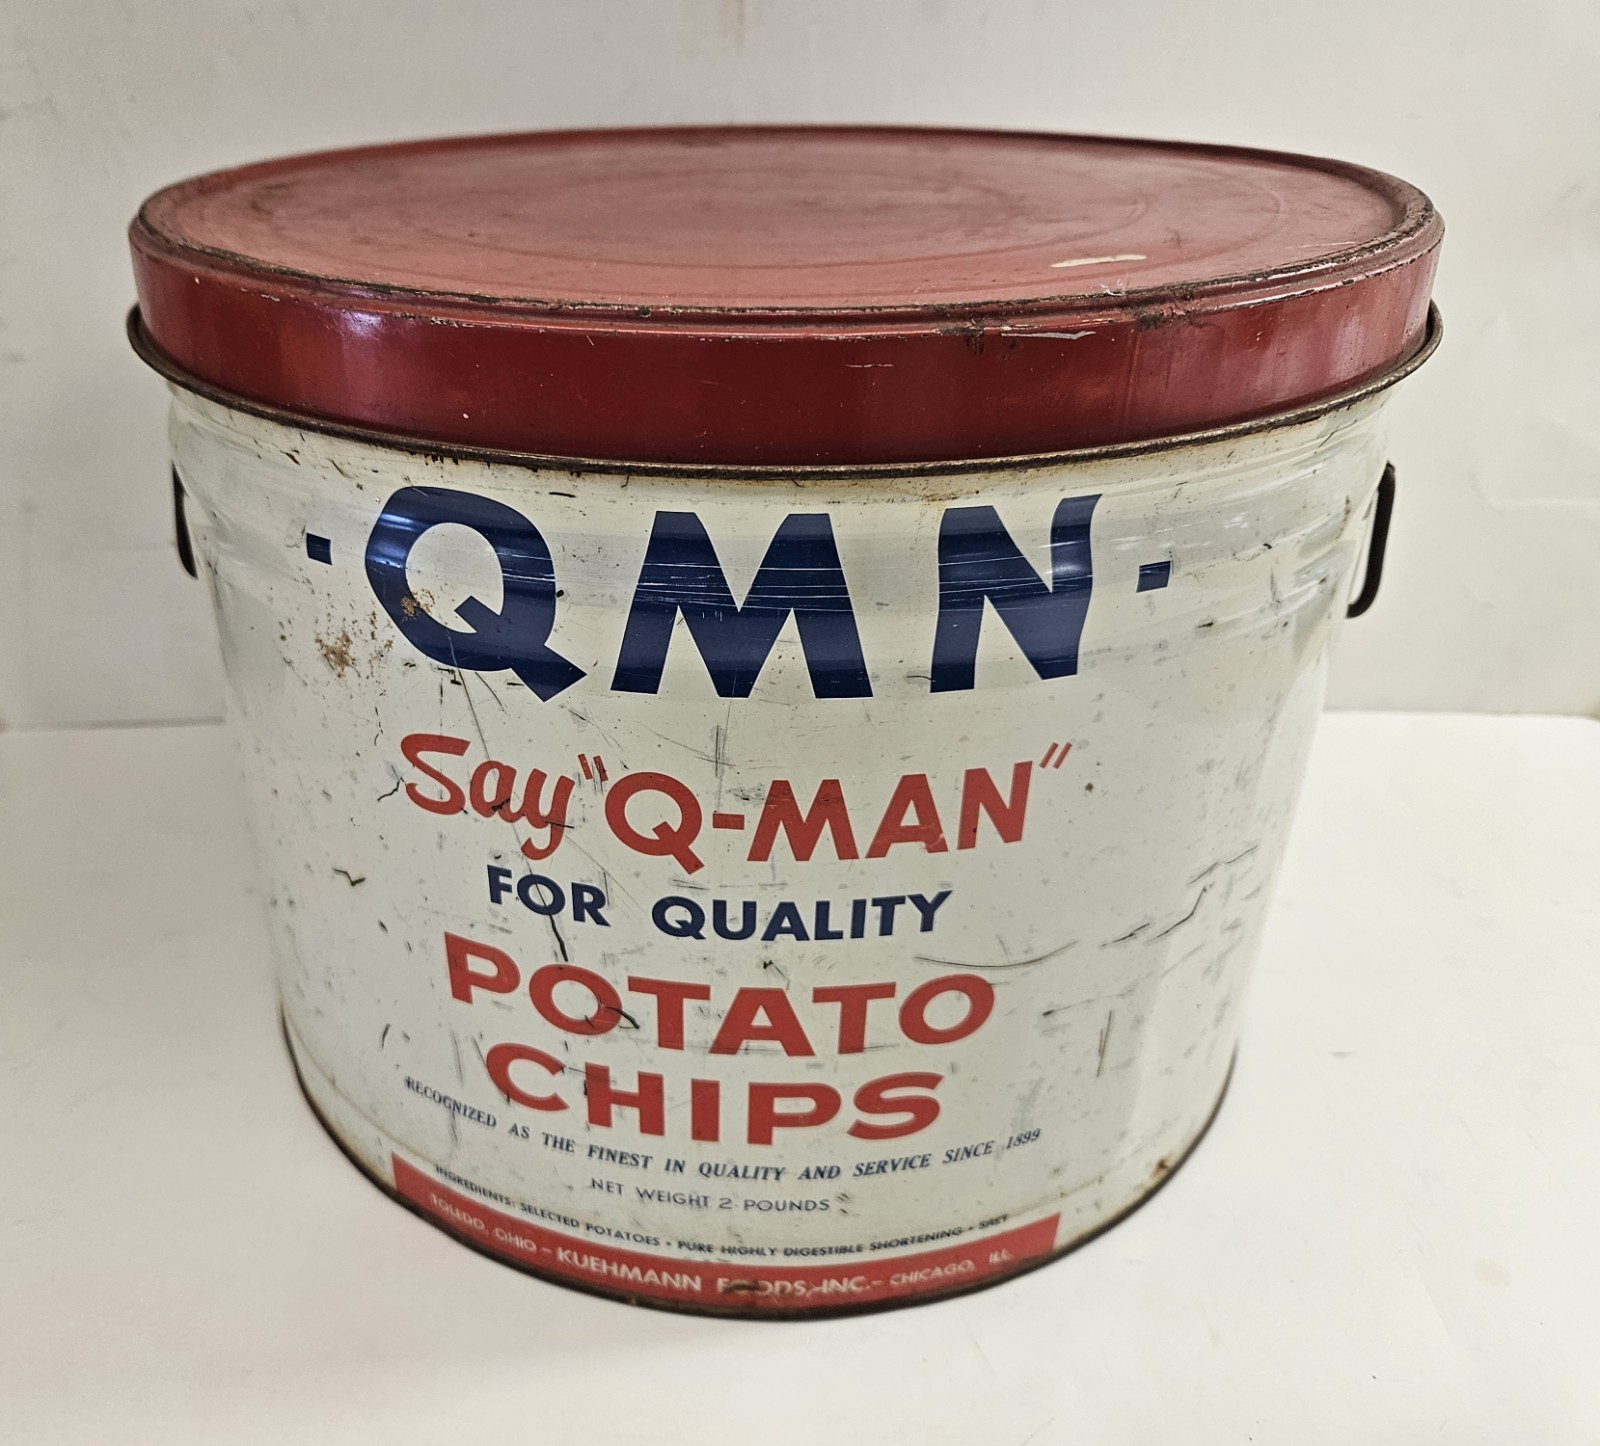 · QMN ·
Say "Q-MAN"
FOR QUALITY
POTATO
CHIPS
RECOGNIZED AS THE FINEST IN QUALITY AND SERVICE SINCE 1899
NET WEIGHT 2 POUNDS
INGREDIENTS: SELECTED POTATOES • PURE HIGHLY DIGESTIBLE SHORTENING • SALT
TOLEDO, OHIO – KUEHMANN FOODS, INC. – CHICAGO, ILL.